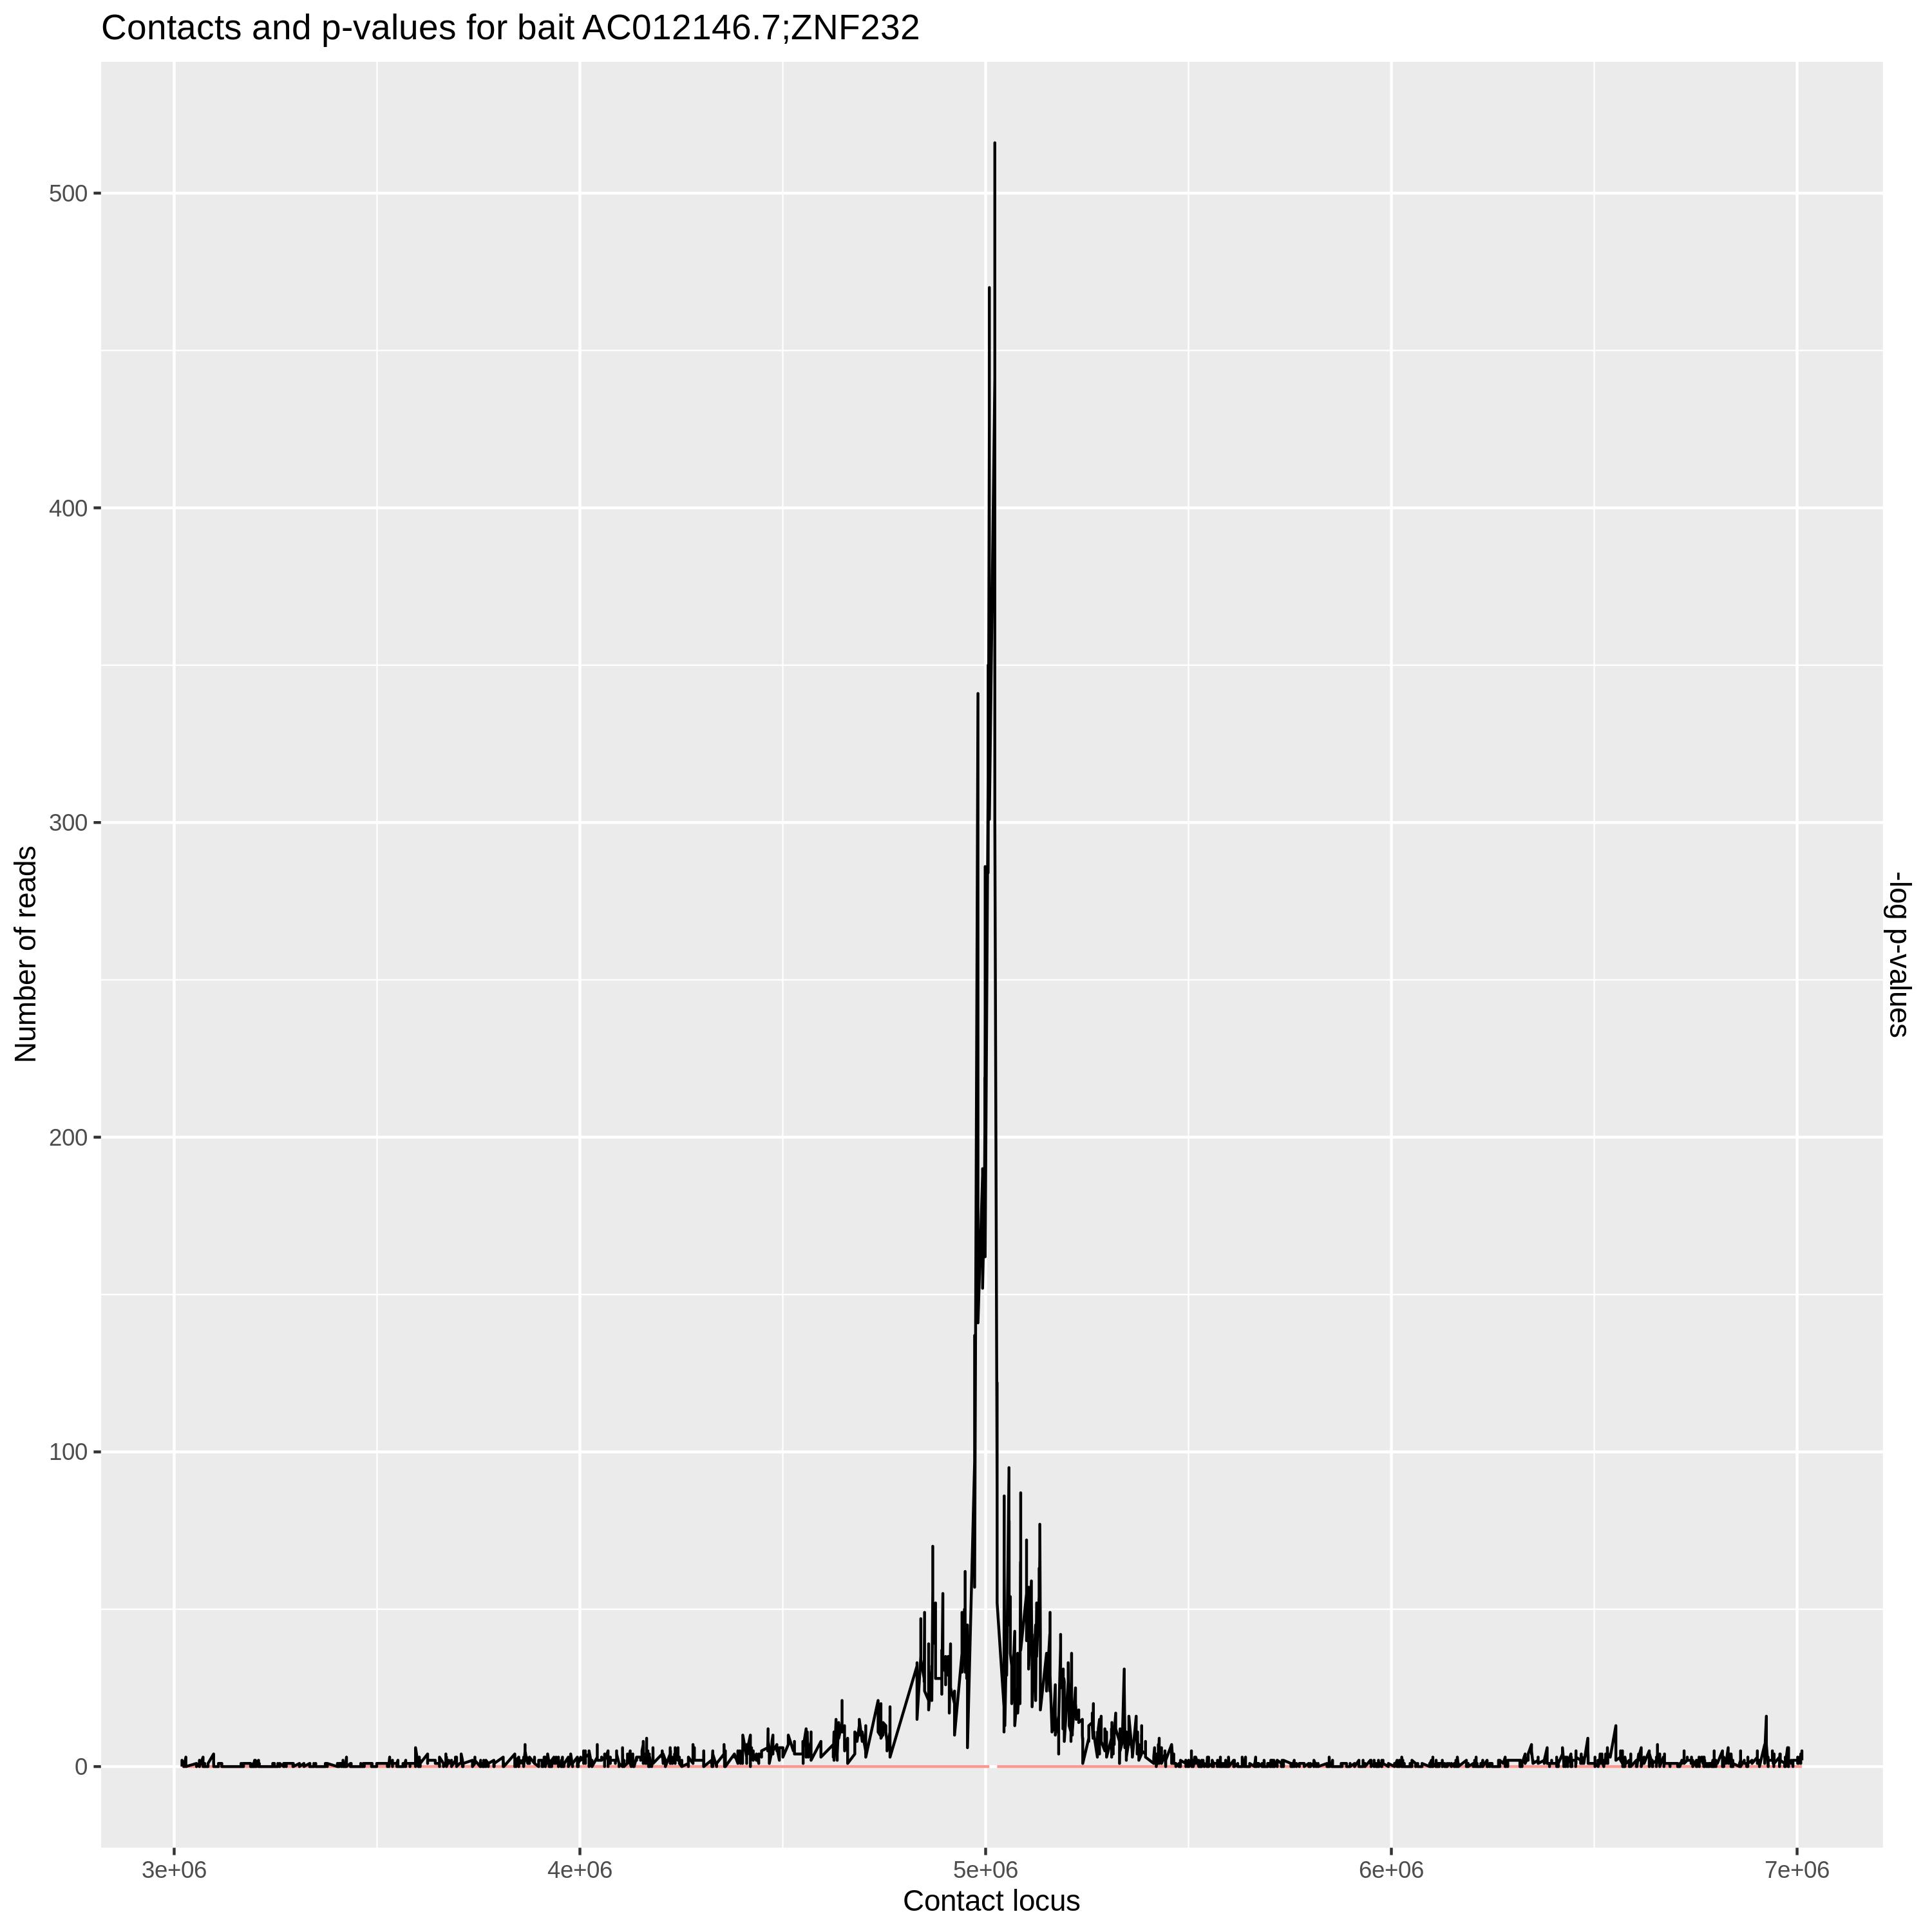 Contacts and p-values for bait AC012146.7;ZNF232
500
400
300
200
100
0
Number of reads
-log p-values
3e+06
4e+06
5e+06
6e+06
7e+06
Contact locus